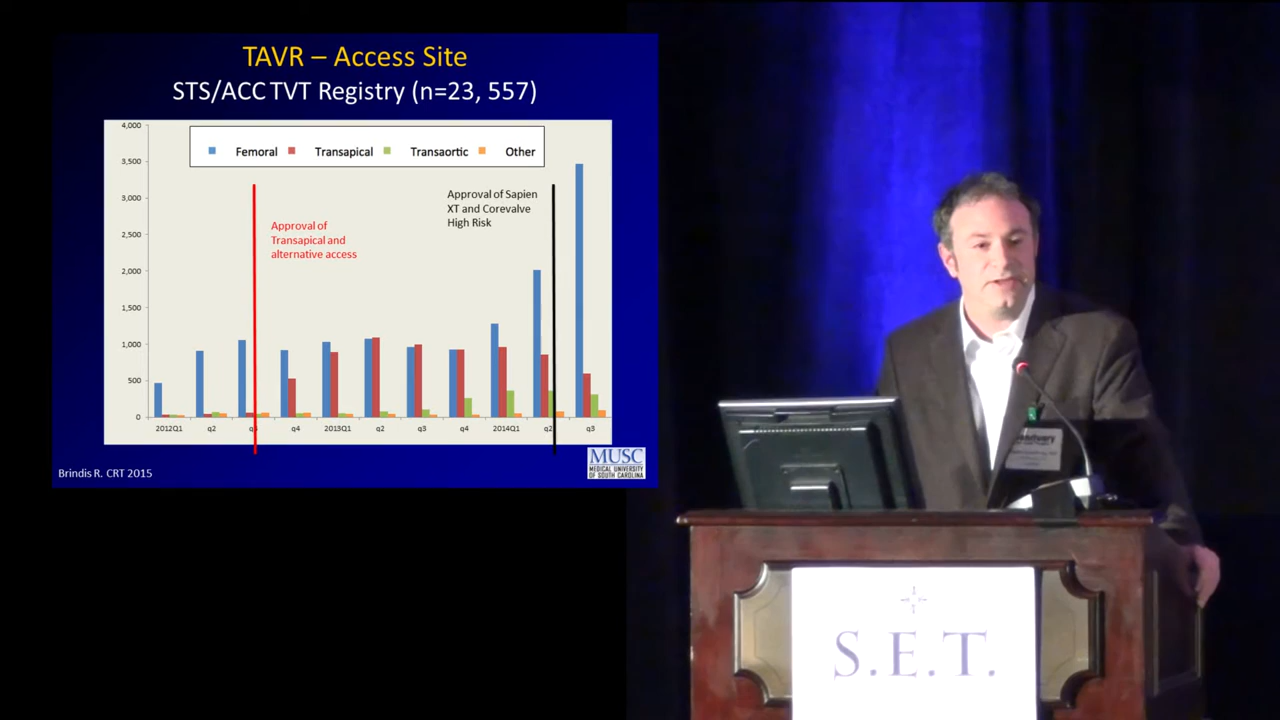 TAVR – Access Site
STS/ACC TVT Registry (n=23, 557)
4,000
3,500
3,000
2,500
2,000
1,500
1,000
500
0
Femoral
Transapical
Transaortic
Other
Approval of
Transapical and
alternative access
Approval of Sapien
XT and Corevalve
High Risk
2012Q1
q2
q4
2013Q1
q2
q3
q4
2014Q1
q2
q3
Brindis R. CRT 2015
MUSC
MEDICAL UNIVERSITY
OF SOUTH CAROLINA
S.E.T.